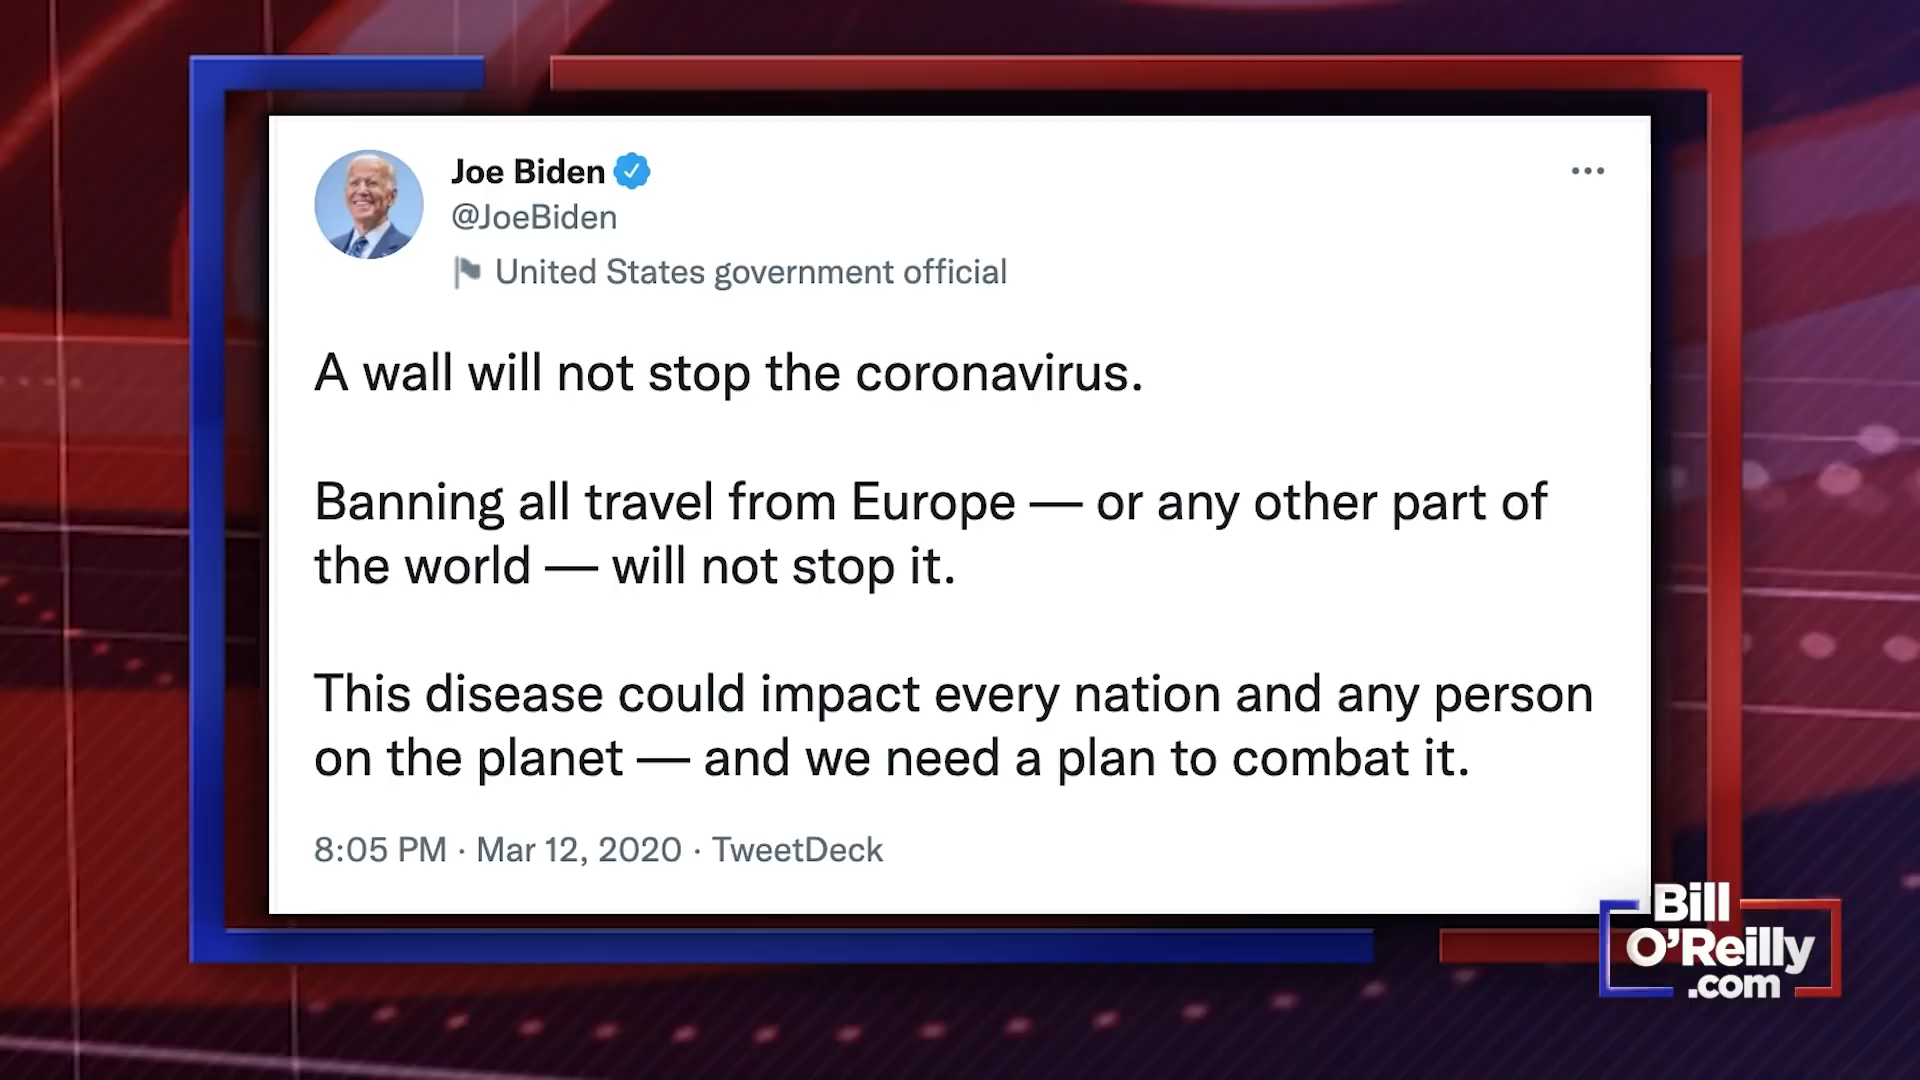 Joe Biden
@JoeBiden
United States government official
A wall will not stop the coronavirus.
Banning all travel from Europe — or any other part of
the world — will not stop it.
This disease could impact every nation and any person
on the planet — and we need a plan to combat it.
8:05 PM · Mar 12, 2020 · TweetDeck
Bill
O'Reilly
.com